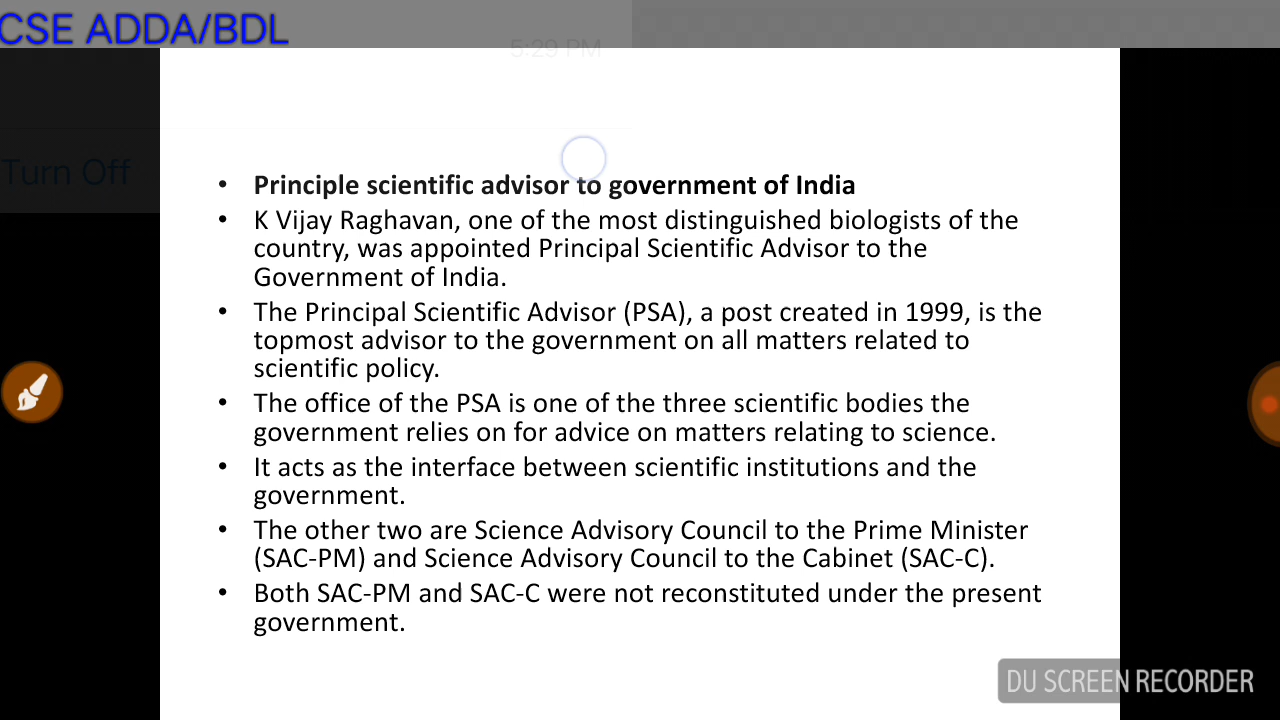 CSE ADDA/BDL
5:29 PM
Turn Off
• Principle scientific advisor to government of India
• K Vijay Raghavan, one of the most distinguished biologists of the
country, was appointed Principal Scientific Advisor to the
Government of India.
• The Principal Scientific Advisor (PSA), a post created in 1999, is the
topmost advisor to the government on all matters related to
scientific policy.
• The office of the PSA is one of the three scientific bodies the
government relies on for advice on matters relating to science.
• It acts as the interface between scientific institutions and the
government.
• The other two are Science Advisory Council to the Prime Minister
(SAC-PM) and Science Advisory Council to the Cabinet (SAC-C).
• Both SAC-PM and SAC-C were not reconstituted under the present
government.
DU SCREEN RECORDER